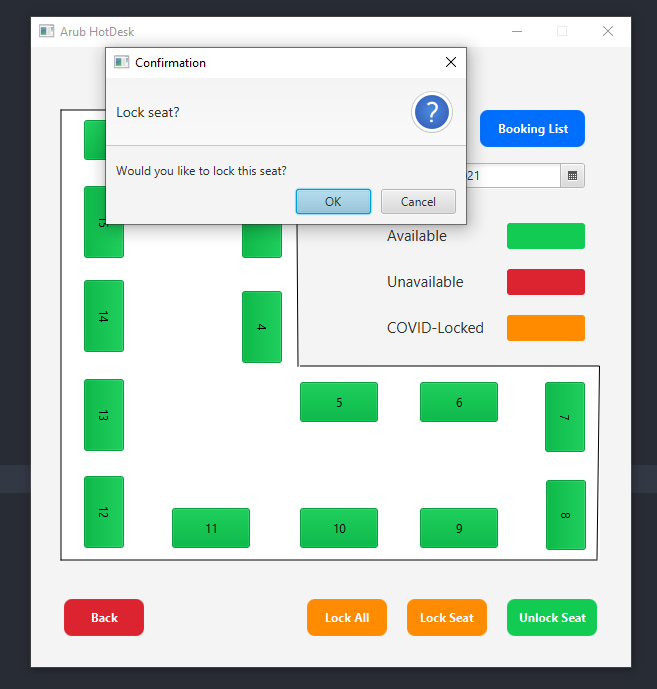 Arub HotDesk
Confirmation
Lock seat?
Would you like to lock this seat?
OK
Cancel
Booking List
21
Available
Unavailable
COVID-Locked
15
14
4
13
5
6
7
12
11
10
9
8
Back
Lock All
Lock Seat
Unlock Seat